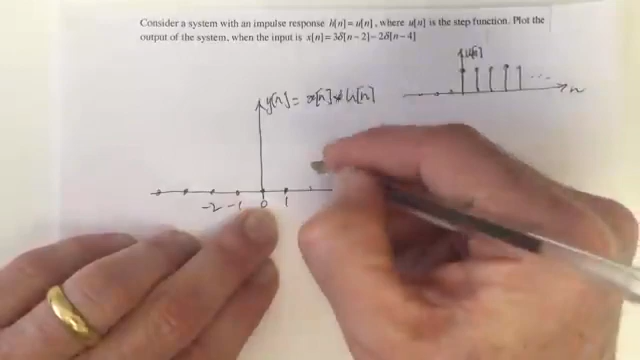 Consider a system with an impulse response h[n] = u[n], where u[n] is the step function. Plot the
output of the system, when the input is x[n] = 3δ[n−2]−2δ[n−4]
u[n]
n
y[n] = x[n] * h[n]
-2 -1 0 1